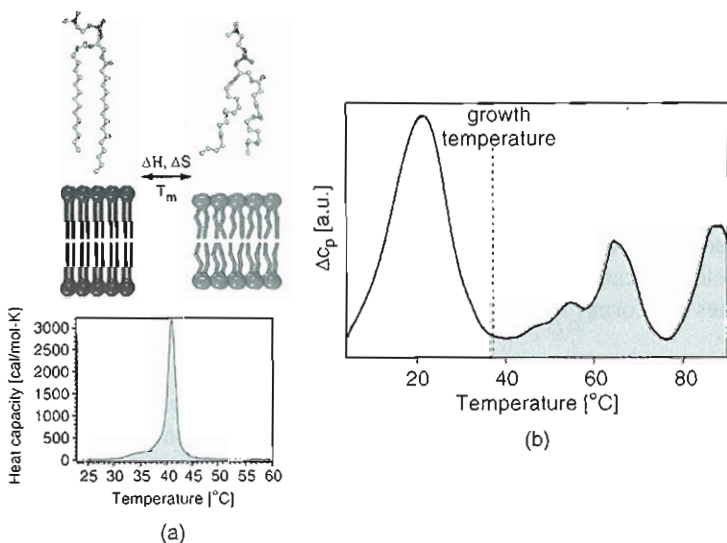 ΔH, ΔS
Tm
Heat capacity [cal/mol-K]
3000
2500
2000
1500
1000
500
0
25 30 35 40 45 50 55 60
Temperature [°C]
(a)
growth
temperature
Δcp [a.u.]
20 40 60 80
Temperature [°C]
(b)